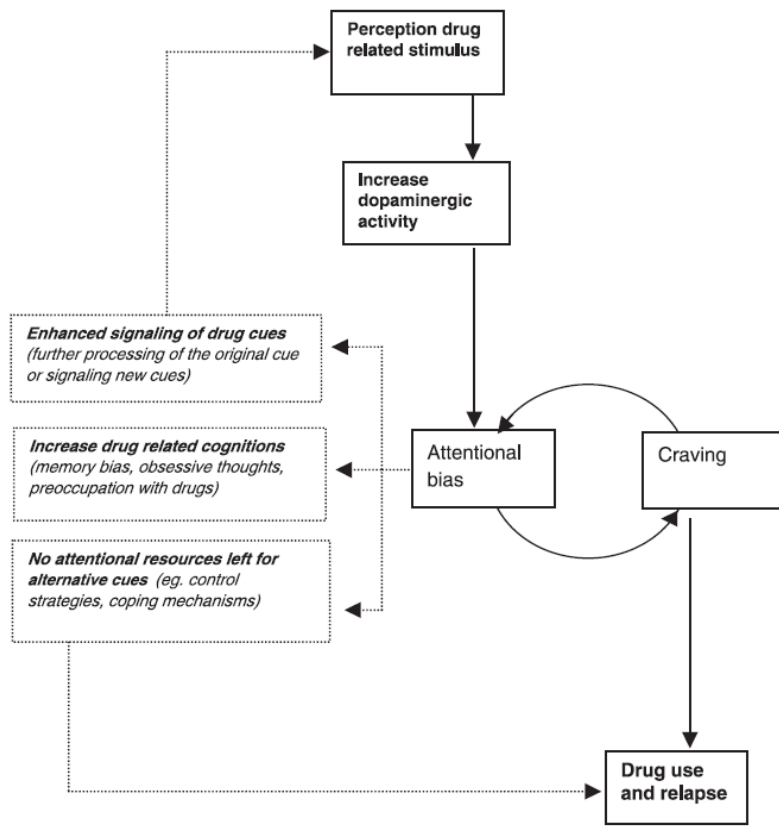 Perception drug
related stimulus
Increase
dopaminergic
activity
Enhanced signaling of drug cues
(further processing of the original cue
or signaling new cues)
Increase drug related cognitions
(memory bias, obsessive thoughts,
preoccupation with drugs)
No attentional resources left for
alternative cues (eg. control
strategies, coping mechanisms)
Attentional
bias
Craving
Drug use
and relapse